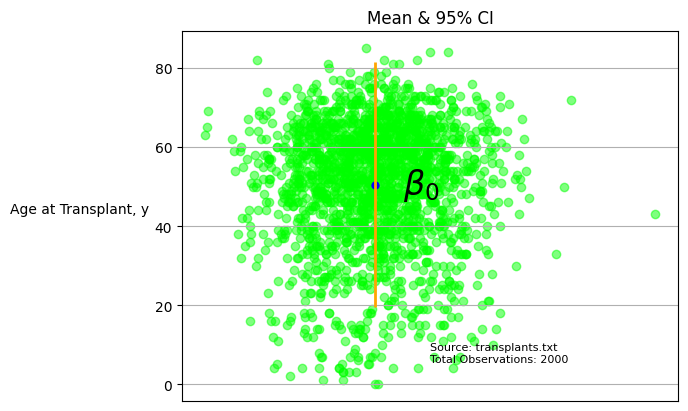 Mean & 95% CI
80
60
β0
Age at Transplant, y
40
20
Source: transplants.txt
Total Observations: 2000
0